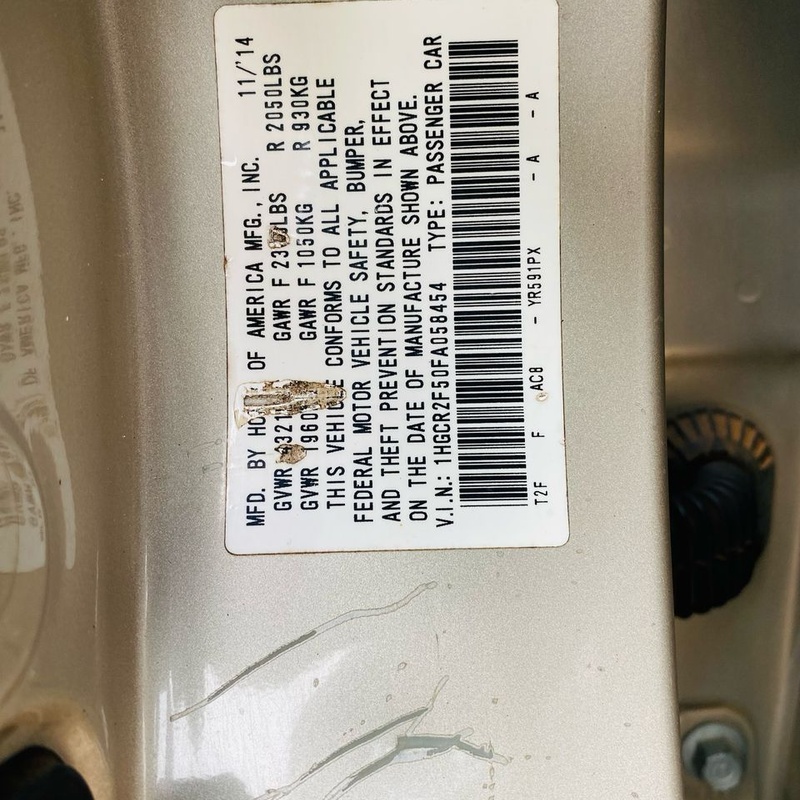 MFD. BY OF AMERICA MFG., INC. 11/'14
GVWR GAWR F R 2050LBS
GVWR GAWR F 1050KG R 930KG
THIS VEHICLE CONFORMS TO ALL APPLICABLE
FEDERAL MOTOR VEHICLE SAFETY, BUMPER,
AND THEFT PREVENTION STANDARDS IN EFFECT
ON THE DATE OF MANUFACTURE SHOWN ABOVE.
V.I.N.: 1HGCR2F50FA058454 TYPE: PASSENGER CAR
T2F F AC8 - YR591PX - A - A